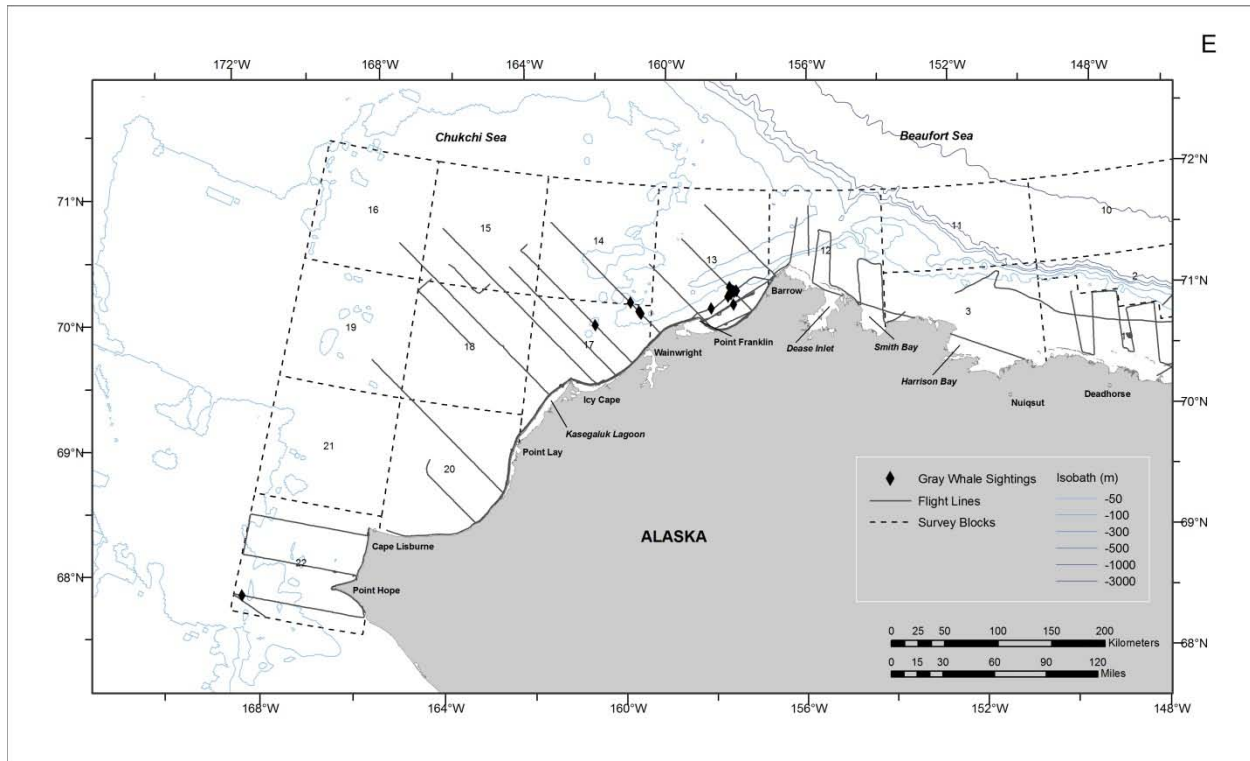 E
172°W 168°W 164°W 160°W 156°W 152°W 148°W
Chukchi Sea
Beaufort Sea
72°N
71°N
16
15
14
13
12
11
10
2
71°N
70°N
19
18
17
3
Barrow
Point Franklin
Wainwright
Dease Inlet
Smith Bay
Harrison Bay
Nuiqsut
Deadhorse
70°N
Icy Cape
Kasegaluk Lagoon
Point Lay
69°N
21
20
Cape Lisburne
22
Point Hope
68°N
ALASKA
69°N
68°N
Gray Whale Sightings
Flight Lines
Survey Blocks
Isobath (m)
-50
-100
-300
-500
-1000
-3000
0 25 50 100 150 200
Kilometers
0 15 30 60 90 120
Miles
168°W 164°W 160°W 156°W 152°W 148°W